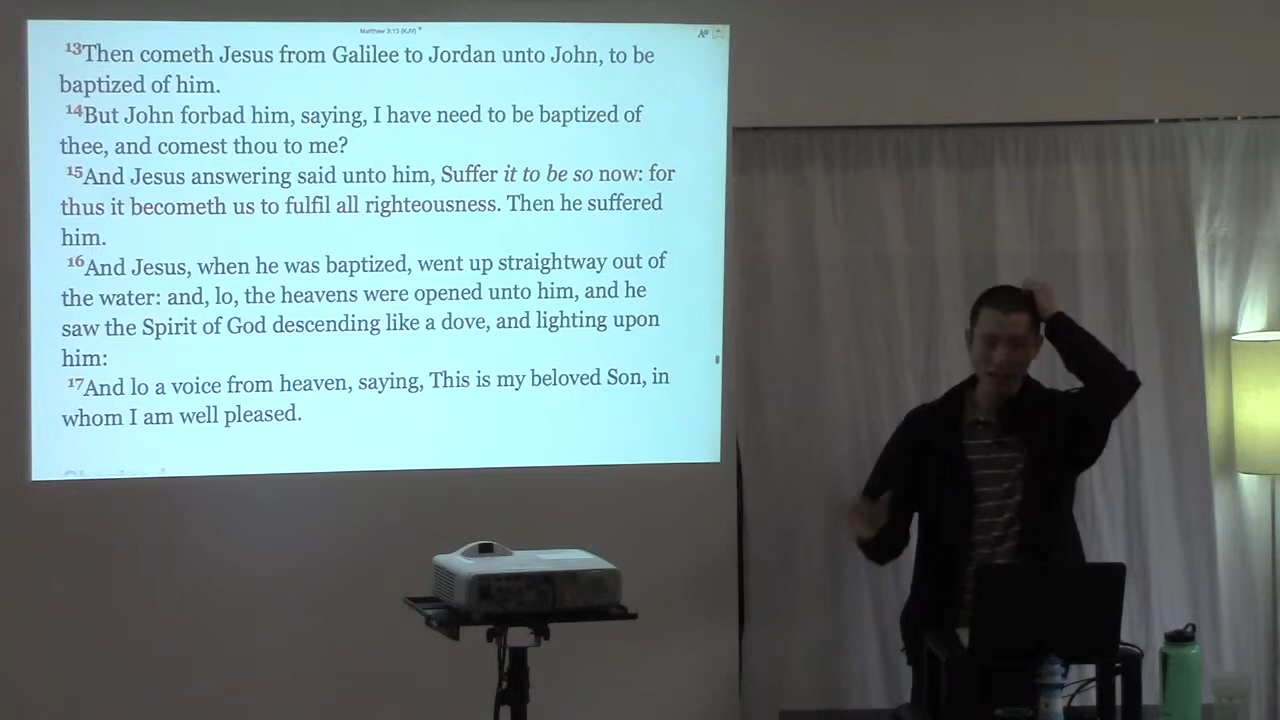 Matthew 3:13 (KJV)
13Then cometh Jesus from Galilee to Jordan unto John, to be
baptized of him.
14But John forbad him, saying, I have need to be baptized of
thee, and comest thou to me?
15And Jesus answering said unto him, Suffer it to be so now: for
thus it becometh us to fulfil all righteousness. Then he suffered
him.
16And Jesus, when he was baptized, went up straightway out of
the water: and, lo, the heavens were opened unto him, and he
saw the Spirit of God descending like a dove, and lighting upon
him:
17And lo a voice from heaven, saying, This is my beloved Son, in
whom I am well pleased.